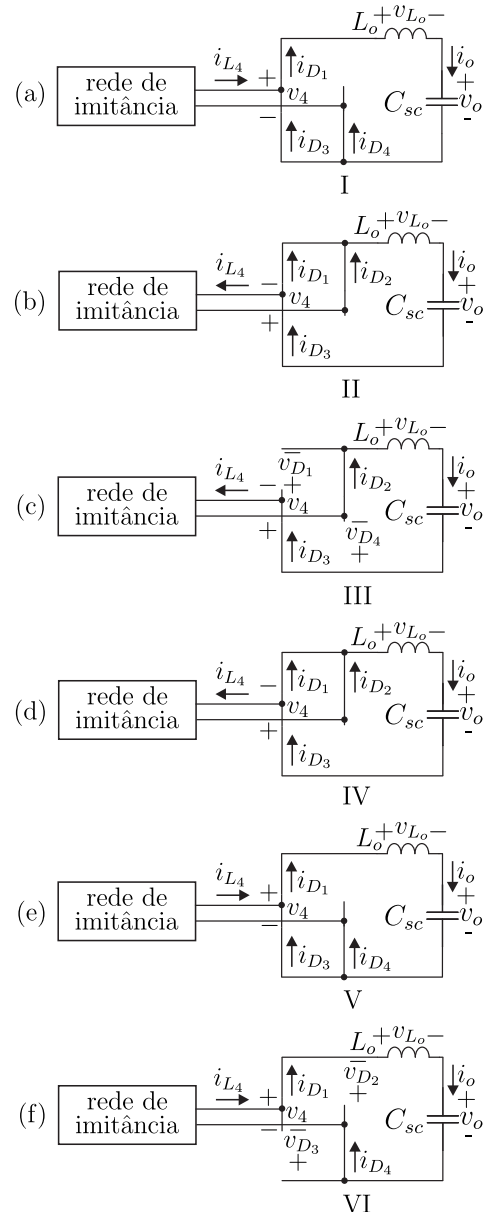 (a)
rede de
imitância
i_{L_4}
+
v_4
−
i_{D_1}
i_{D_3}
i_{D_4}
L_o
+v_{L_o}−
i_o
C_{sc}
+
v_o
-
I
(b)
rede de
imitância
i_{L_4}
−
v_4
+
i_{D_1}
i_{D_2}
i_{D_3}
L_o
+v_{L_o}−
i_o
C_{sc}
+
v_o
-
II
(c)
rede de
imitância
i_{L_4}
−
v_4
+
−
v_{D_1}
+
i_{D_2}
i_{D_3}
−
v_{D_4}
+
L_o
+v_{L_o}−
i_o
C_{sc}
+
v_o
-
III
(d)
rede de
imitância
i_{L_4}
−
v_4
+
i_{D_1}
i_{D_2}
i_{D_3}
L_o
+v_{L_o}−
i_o
C_{sc}
+
v_o
-
IV
(e)
rede de
imitância
i_{L_4}
+
v_4
−
i_{D_1}
i_{D_3}
i_{D_4}
L_o
+v_{L_o}−
i_o
C_{sc}
+
v_o
-
V
(f)
rede de
imitância
i_{L_4}
+
v_4
−
i_{D_1}
−
v_{D_2}
+
−
v_{D_3}
+
i_{D_4}
L_o
+v_{L_o}−
i_o
C_{sc}
+
v_o
-
VI